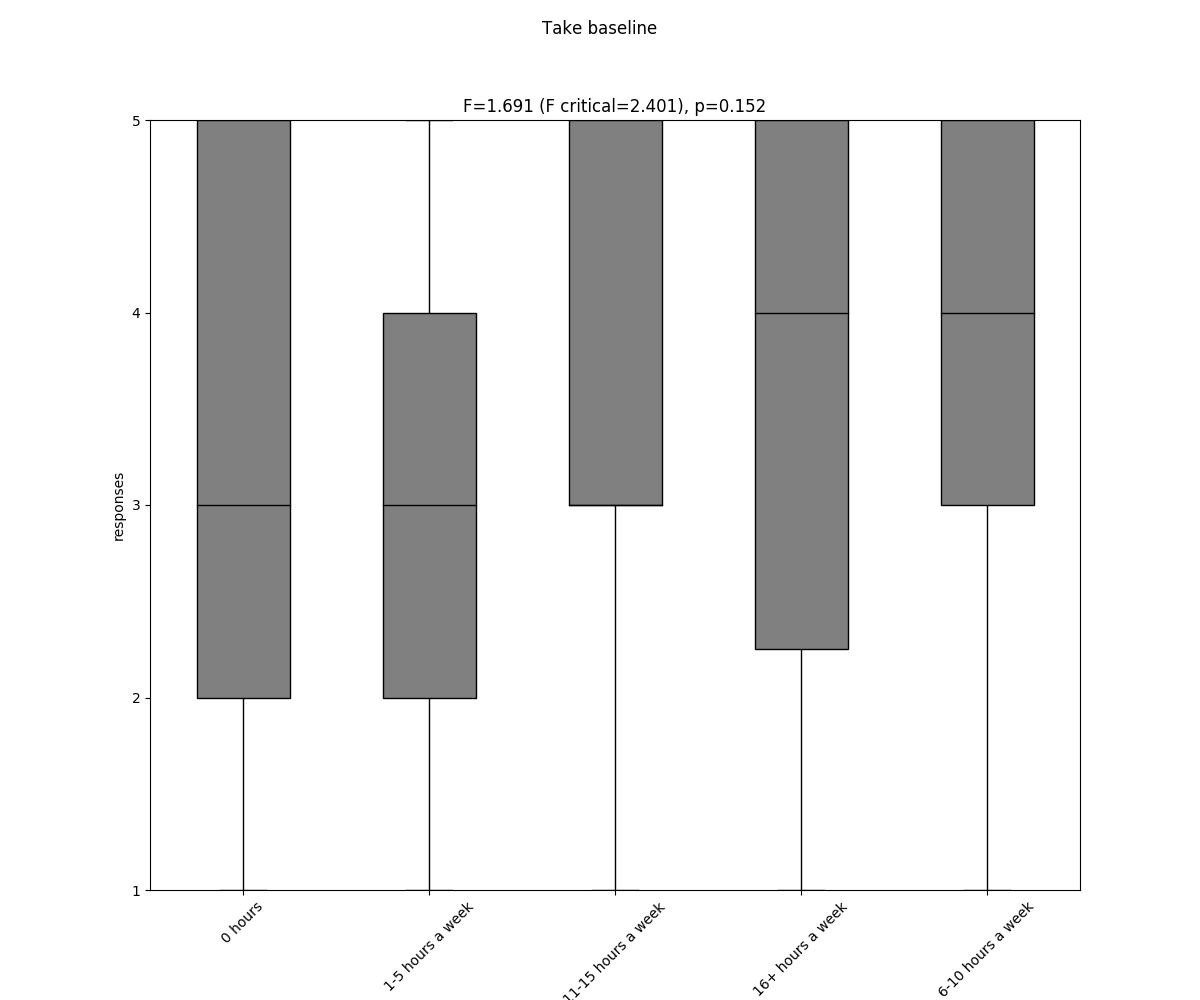 Take baseline
F=1.691 (F critical=2.401), p=0.152
5
4
3
2
1
responses
0 hours
1-5 hours a week
11-15 hours a week
16+ hours a week
6-10 hours a week